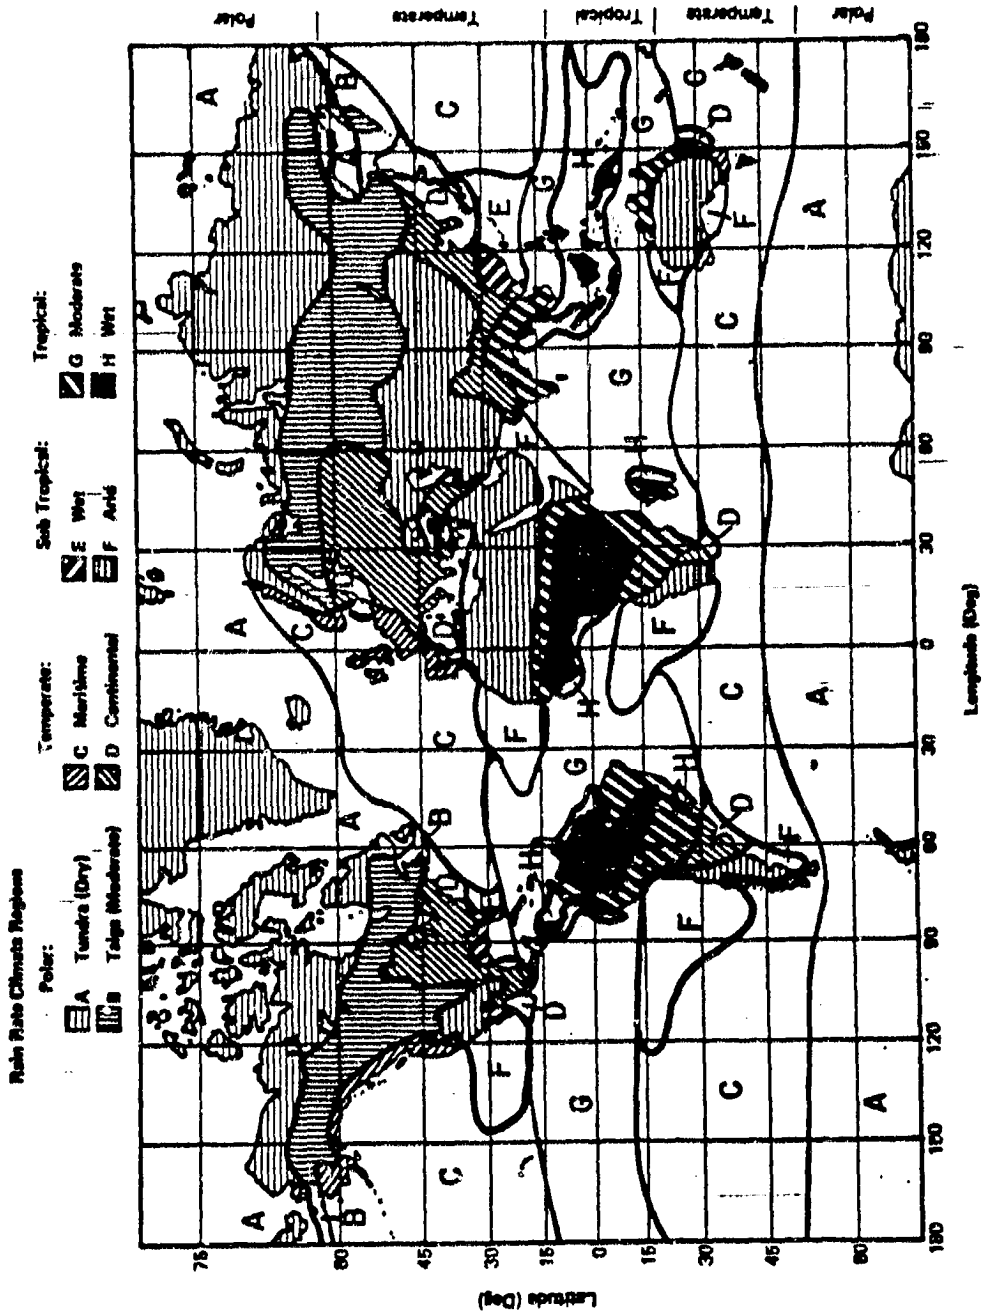 Rain Rate Climate Regions
Polar:
A Tundra (Dry)
B Taiga (Moderate)
Temperate:
C Maritime
D Continental
Sub Tropical:
E Wet
F Arid
Tropical:
G Moderate
H Wet
Polar
Temperate
Tropical
Temperate
Polar
Latitude (Deg)
75
60
45
30
15
0
15
30
45
60
Longitude (Deg)
180
150
120
90
60
30
0
30
60
90
120
150
180
A
B
C
F
D
G
C
A
F
H
B
A
C
F
G
H
D
F
A
C
D
C
A
H
F
D
F
H
G
C
A
D
E
G
H
F
F
G
D
G
C
B
A